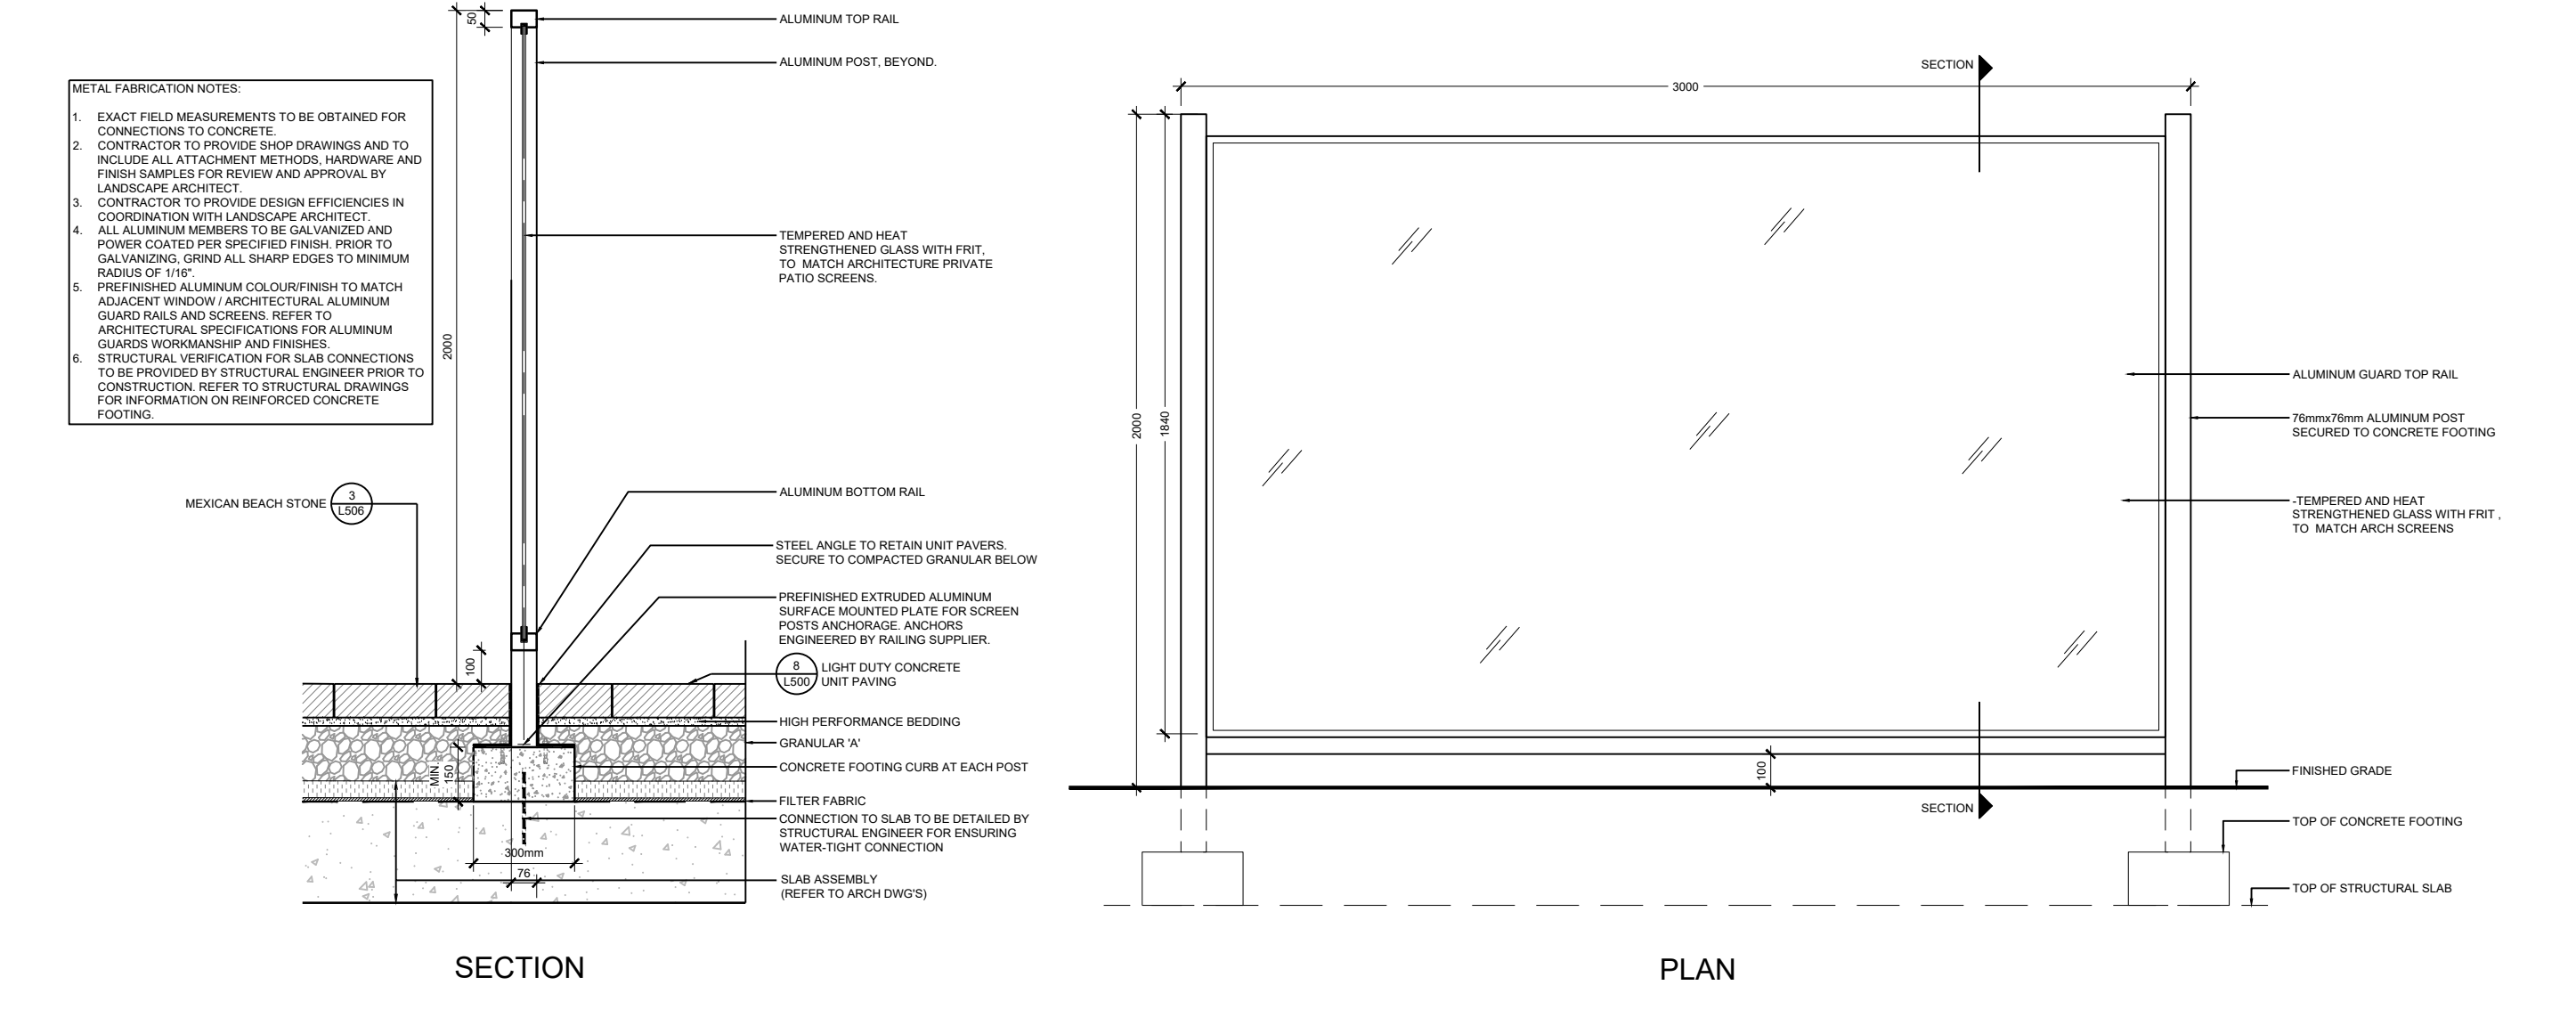 METAL FABRICATION NOTES:
1. EXACT FIELD MEASUREMENTS TO BE OBTAINED FOR
CONNECTIONS TO CONCRETE.
2. CONTRACTOR TO PROVIDE SHOP DRAWINGS AND TO
INCLUDE ALL ATTACHMENT METHODS, HARDWARE AND
FINISH SAMPLES FOR REVIEW AND APPROVAL BY
LANDSCAPE ARCHITECT.
3. CONTRACTOR TO PROVIDE DESIGN EFFICIENCIES IN
COORDINATION WITH LANDSCAPE ARCHITECT.
4. ALL ALUMINUM MEMBERS TO BE GALVANIZED AND
POWER COATED PER SPECIFIED FINISH. PRIOR TO
GALVANIZING, GRIND ALL SHARP EDGES TO MINIMUM
RADIUS OF 1/16".
5. PREFINISHED ALUMINUM COLOUR/FINISH TO MATCH
ADJACENT WINDOW / ARCHITECTURAL ALUMINUM
GUARD RAILS AND SCREENS. REFER TO
ARCHITECTURAL SPECIFICATIONS FOR ALUMINUM
GUARDS WORKMANSHIP AND FINISHES.
6. STRUCTURAL VERIFICATION FOR SLAB CONNECTIONS
TO BE PROVIDED BY STRUCTURAL ENGINEER PRIOR TO
CONSTRUCTION. REFER TO STRUCTURAL DRAWINGS
FOR INFORMATION ON REINFORCED CONCRETE
FOOTING.
MEXICAN BEACH STONE
3
L506
50
2000
100
MIN.
150
300mm
76
ALUMINUM TOP RAIL
ALUMINUM POST, BEYOND.
TEMPERED AND HEAT
STRENGTHENED GLASS WITH FRIT,
TO MATCH ARCHITECTURE PRIVATE
PATIO SCREENS.
ALUMINUM BOTTOM RAIL
STEEL ANGLE TO RETAIN UNIT PAVERS.
SECURE TO COMPACTED GRANULAR BELOW
PREFINISHED EXTRUDED ALUMINUM
SURFACE MOUNTED PLATE FOR SCREEN
POSTS ANCHORAGE. ANCHORS
ENGINEERED BY RAILING SUPPLIER.
8
L500
LIGHT DUTY CONCRETE
UNIT PAVING
HIGH PERFORMANCE BEDDING
GRANULAR 'A'
CONCRETE FOOTING CURB AT EACH POST
FILTER FABRIC
CONNECTION TO SLAB TO BE DETAILED BY
STRUCTURAL ENGINEER FOR ENSURING
WATER-TIGHT CONNECTION
SLAB ASSEMBLY
(REFER TO ARCH DWG'S)
SECTION
SECTION
3000
2000
1840
100
ALUMINUM GUARD TOP RAIL
76mmx76mm ALUMINUM POST
SECURED TO CONCRETE FOOTING
-TEMPERED AND HEAT
STRENGTHENED GLASS WITH FRIT ,
TO MATCH ARCH SCREENS
FINISHED GRADE
SECTION
TOP OF CONCRETE FOOTING
TOP OF STRUCTURAL SLAB
PLAN